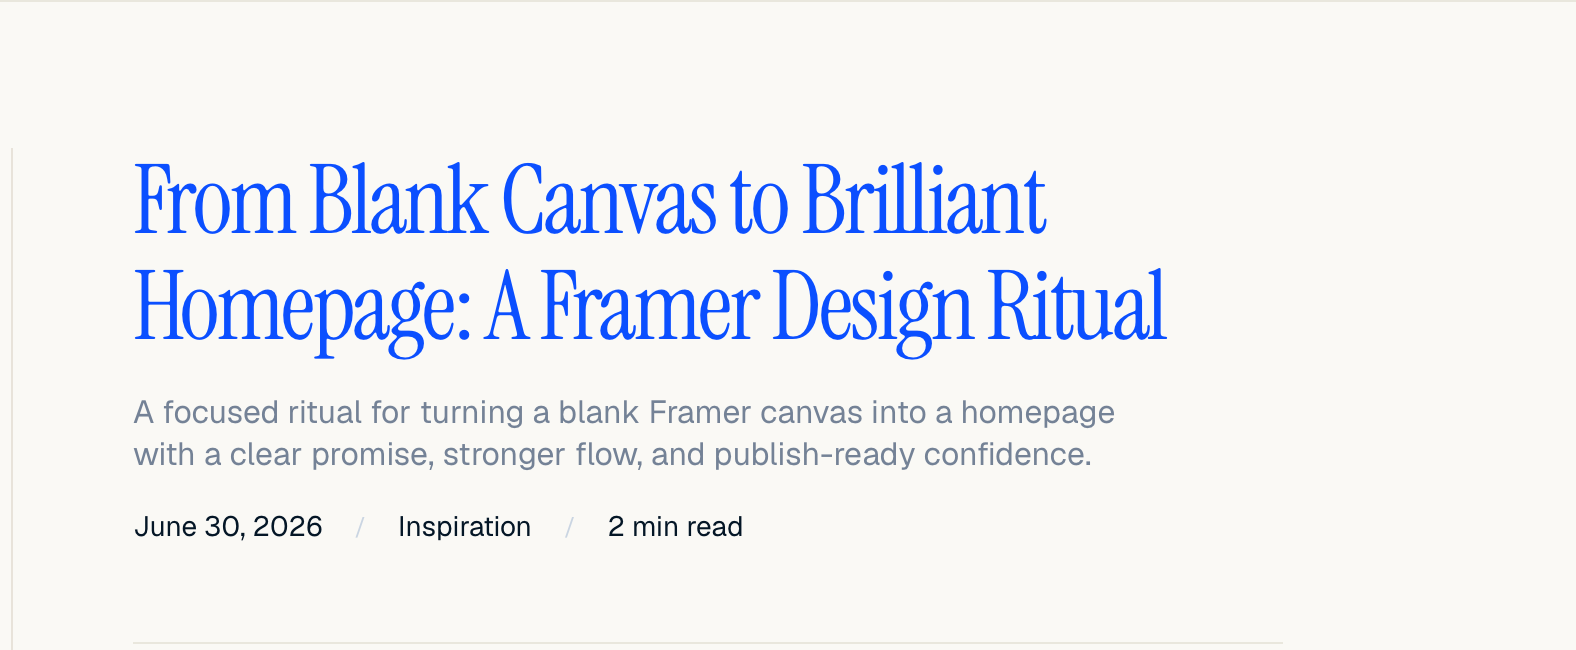 From Blank Canvas to Brilliant
Homepage: A Framer Design Ritual
A focused ritual for turning a blank Framer canvas into a homepage
with a clear promise, stronger flow, and publish-ready confidence.
June 30, 2026 / Inspiration / 2 min read